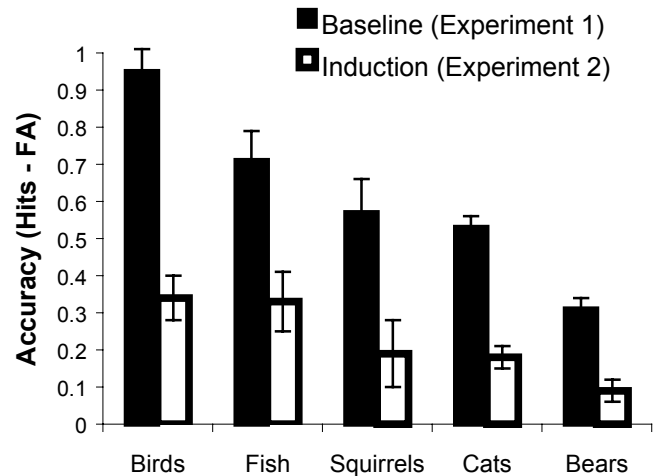 Baseline (Experiment 1)
Induction (Experiment 2)
Accuracy (Hits - FA)
1
0.9
0.8
0.7
0.6
0.5
0.4
0.3
0.2
0.1
0
Birds Fish Squirrels Cats Bears